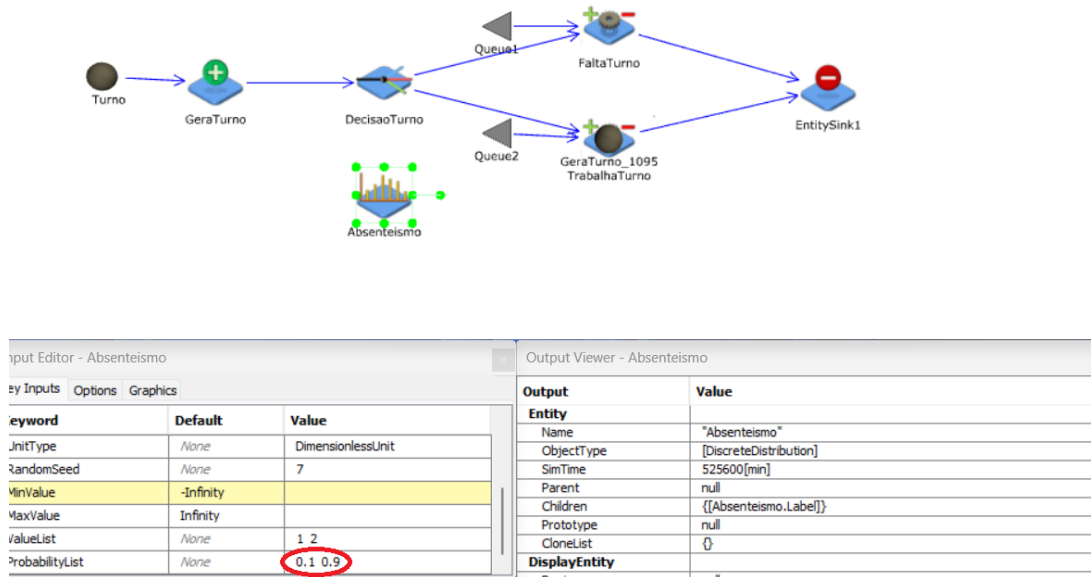 Queue1
FaltaTurno
Turno
GeraTurno
DecisaoTurno
EntitySink1
Queue2
GeraTurno_1095
TrabalhaTurno
Absenteismo
nput Editor - Absenteismo
ey Inputs Options Graphics
eyword Default Value
UnitType None DimensionlessUnit
RandomSeed None 7
MinValue -Infinity
MaxValue Infinity
ValueList None 1 2
ProbabilityList None 0.1 0.9
Output Viewer - Absenteismo
Output Value
Entity
Name "Absenteismo"
ObjectType [DiscreteDistribution]
SimTime 525600[min]
Parent null
Children {[Absenteismo.Label]}
Prototype null
CloneList {}
DisplayEntity